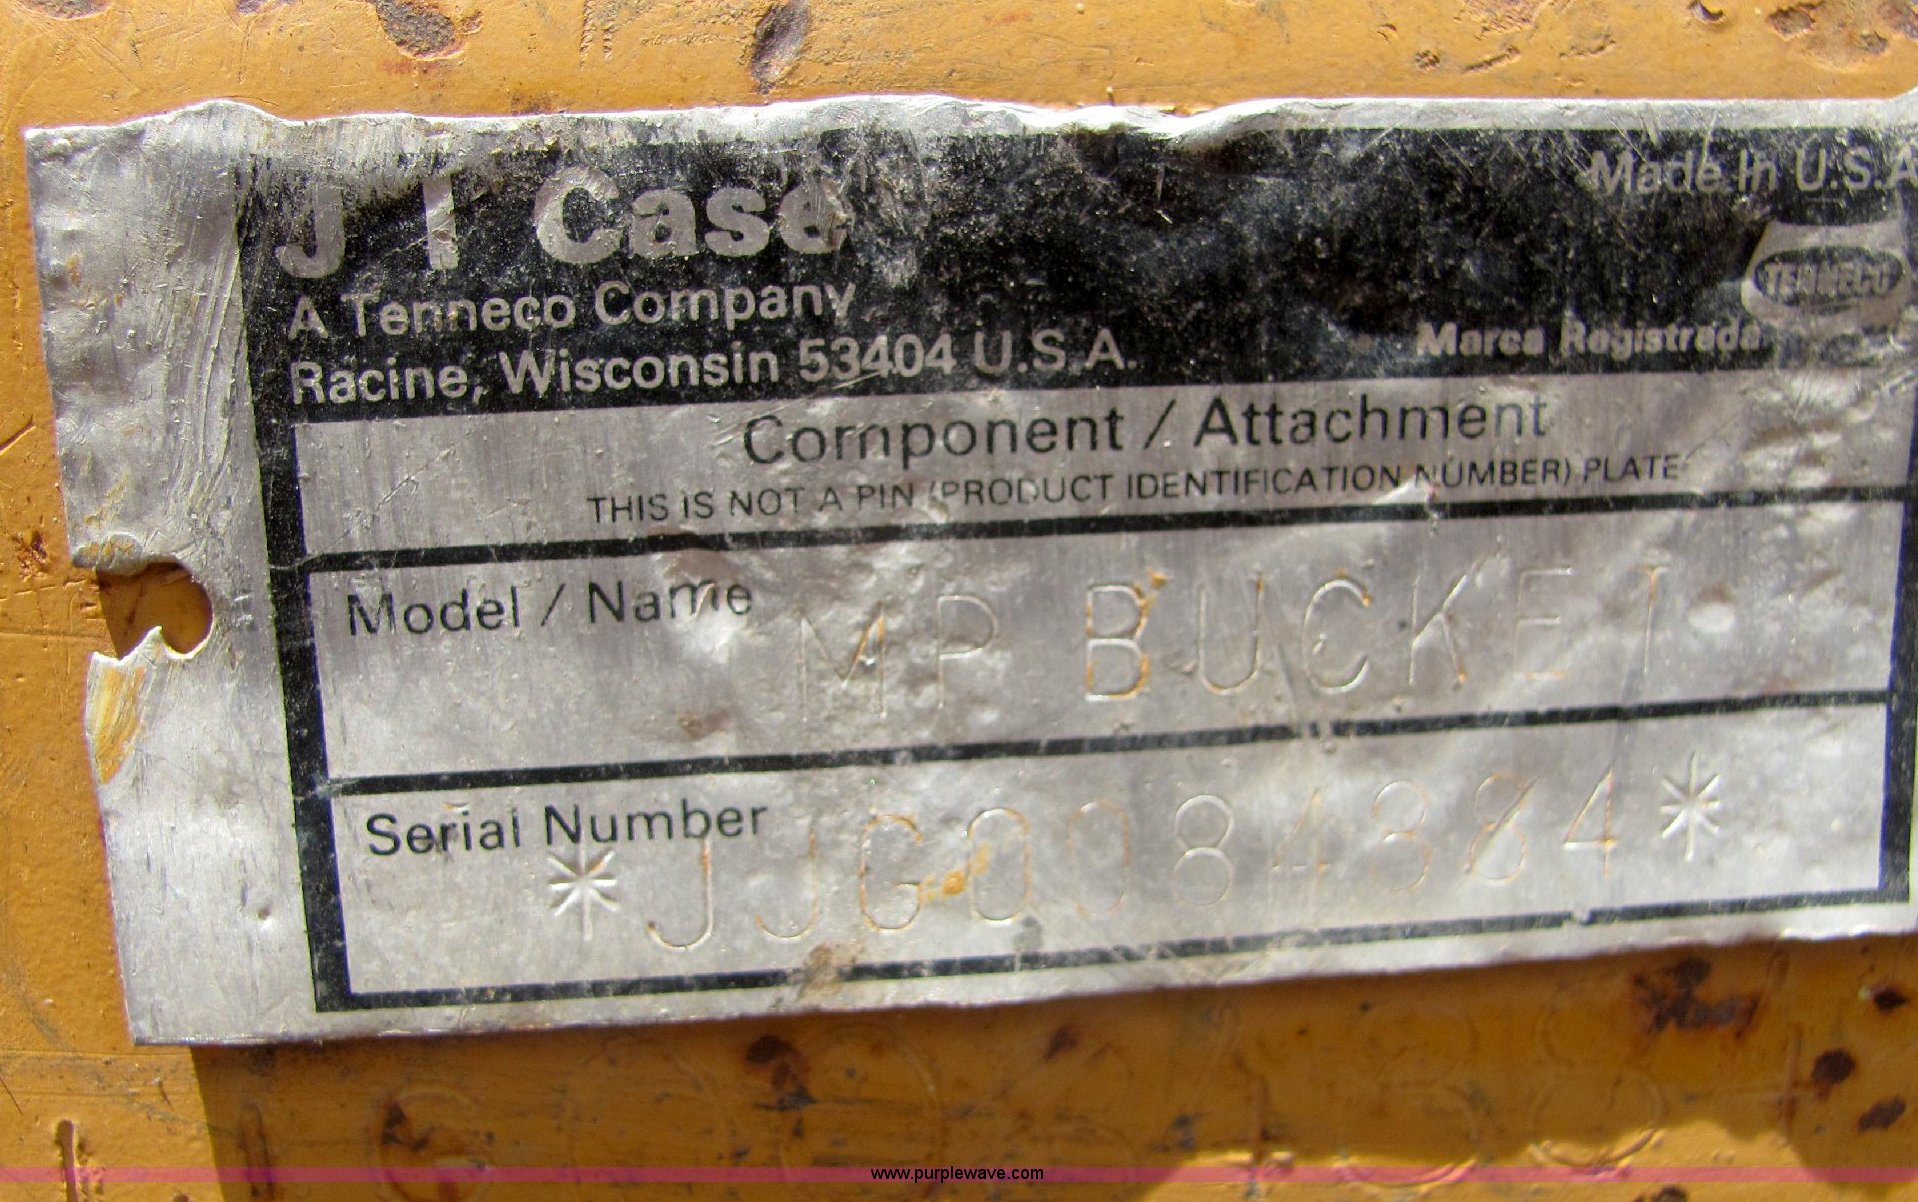 J I Case
Made in U.S.A
A Tenneco Company
TENNECO
Racine, Wisconsin 53404 U.S.A.
Marca Registrada
Component / Attachment
THIS IS NOT A PIN (PRODUCT IDENTIFICATION NUMBER) PLATE
Model / Name MP BUCKET
Serial Number
*JJG0084384*
www.purplewave.com